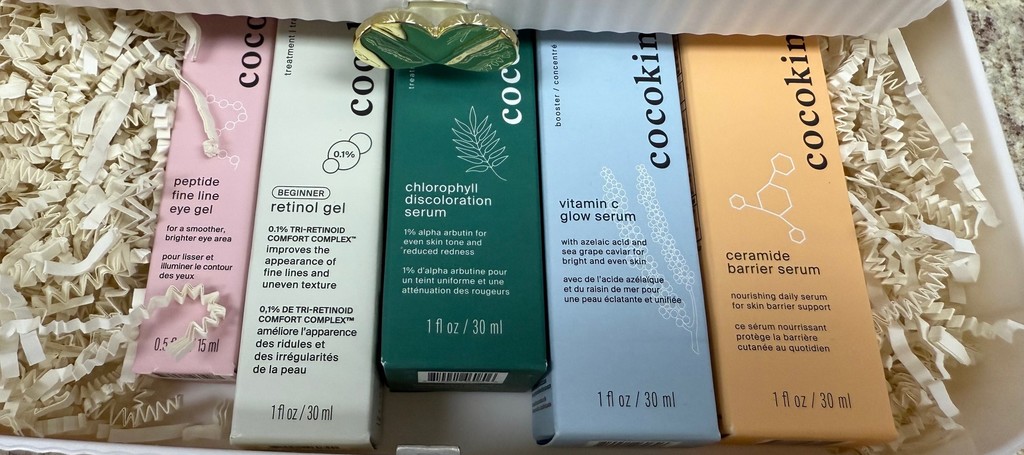 peptide
fine line
eye gel
for a smoother,
brighter eye area
pour lisser et
illuminer le contour
des yeux
15 ml
treatment
0.1%
BEGINNER
retinol gel
0.1% TRI-RETINOID
COMFORT COMPLEX™
improves the
appearance of
fine lines and
uneven texture
0,1% DE TRI-RETINOID
COMFORT COMPLEX™
améliore l'apparence
des ridules et
des irrégularités
de la peau
1 fl oz / 30 ml
chlorophyll
discoloration
serum
1% alpha arbutin for
even skin tone and
reduced redness
1% d'alpha arbutine pour
un teint uniforme et une
atténuation des rougeurs
1 fl oz / 30 ml
booster / concentré
cocokin
vitamin c
glow serum
with azelaic acid and
sea grape caviar for
bright and even skin
avec de l'acide azélaïque
et du raisin de mer pour
une peau éclatante et unifiée
1 fl oz / 30 ml
cocokin
ceramide
barrier serum
nourishing daily serum
for skin barrier support
ce sérum nourrissant
protège la barrière
cutanée au quotidien
1 fl oz / 30 ml